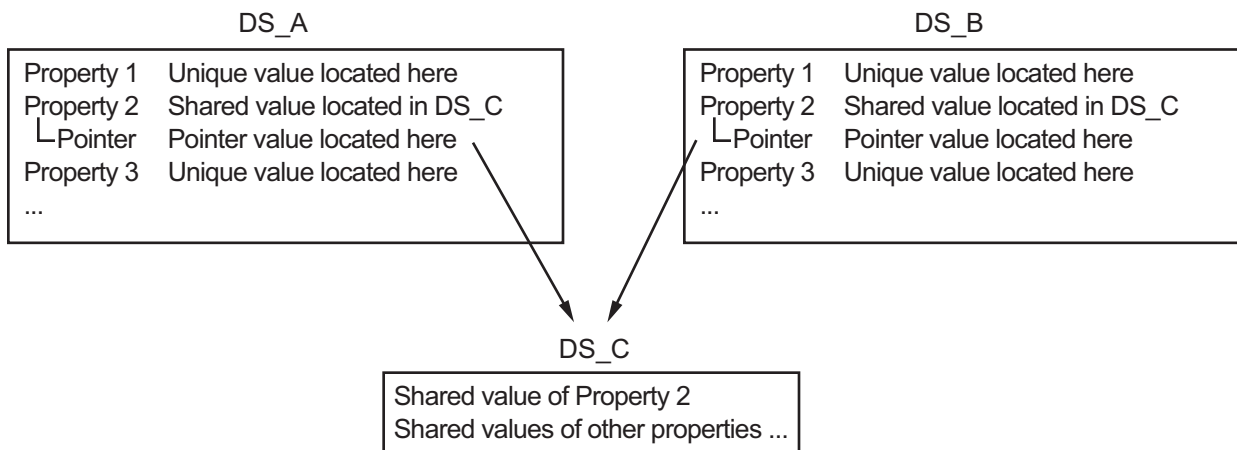 DS_A
Property 1 Unique value located here
Property 2 Shared value located in DS_C
Pointer Pointer value located here
Property 3 Unique value located here
...
DS_B
Property 1 Unique value located here
Property 2 Shared value located in DS_C
Pointer Pointer value located here
Property 3 Unique value located here
...
DS_C
Shared value of Property 2
Shared values of other properties ...